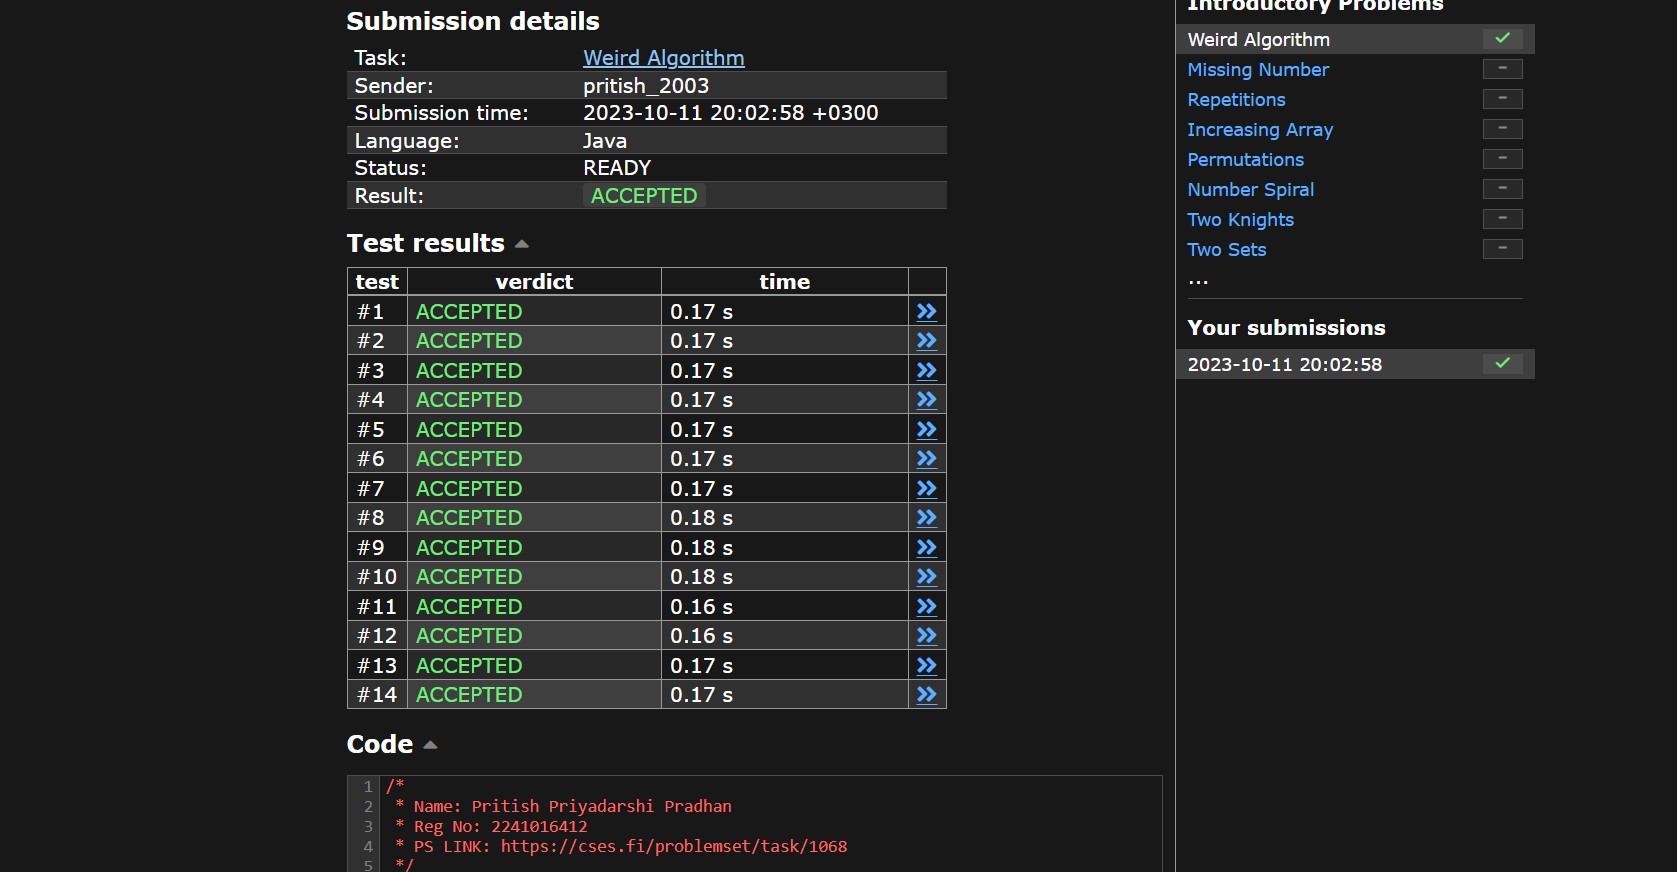 Submission details
Task: Weird Algorithm
Sender: pritish_2003
Submission time: 2023-10-11 20:02:58 +0300
Language: Java
Status: READY
Result: ACCEPTED
Test results
test verdict time
#1 ACCEPTED 0.17 s
#2 ACCEPTED 0.17 s
#3 ACCEPTED 0.17 s
#4 ACCEPTED 0.17 s
#5 ACCEPTED 0.17 s
#6 ACCEPTED 0.17 s
#7 ACCEPTED 0.17 s
#8 ACCEPTED 0.18 s
#9 ACCEPTED 0.18 s
#10 ACCEPTED 0.18 s
#11 ACCEPTED 0.16 s
#12 ACCEPTED 0.16 s
#13 ACCEPTED 0.17 s
#14 ACCEPTED 0.17 s
Code
1 /*
2 * Name: Pritish Priyadarshi Pradhan
3 * Reg No: 2241016412
4 * PS LINK: https://cses.fi/problemset/task/1068
5 */
Introductory Problems
Weird Algorithm
Missing Number
Repetitions
Increasing Array
Permutations
Number Spiral
Two Knights
Two Sets
...
Your submissions
2023-10-11 20:02:58